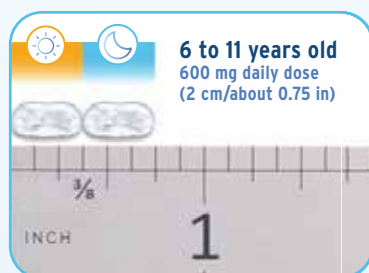 6 to 11 years old
600 mg daily dose
(2 cm/about 0.75 in)
3/8
INCH
1